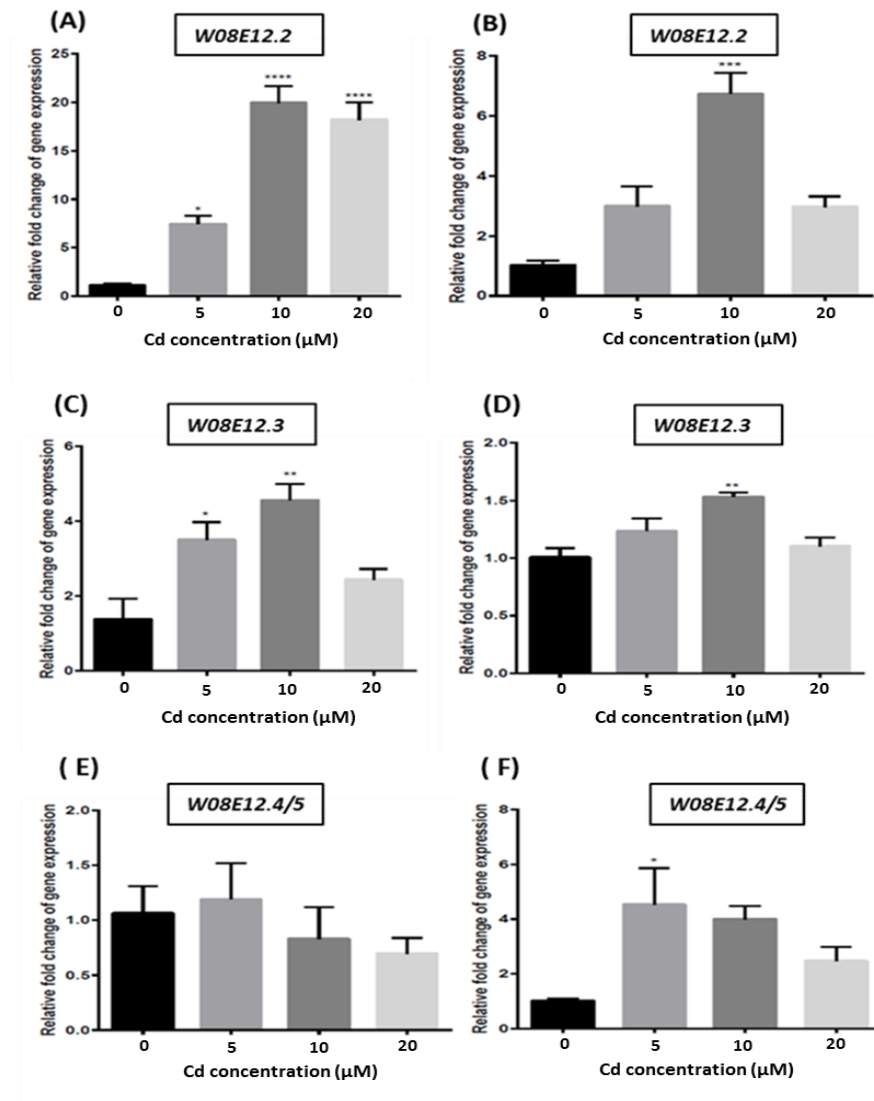 (A)
W08E12.2
Relative fold change of gene expression
25
20
15
10
5
0
*
****
****
0 5 10 20
Cd concentration (μM)
(B)
W08E12.2
Relative fold change of gene expression
8
6
4
2
0
***
0 5 10 20
Cd concentration (μM)
(C)
W08E12.3
Relative fold change of gene expression
6
4
2
0
*
**
0 5 10 20
Cd concentration (μM)
(D)
W08E12.3
Relative fold change of gene expression
2.0
1.5
1.0
0.5
0.0
**
0 5 10 20
Cd concentration (μM)
( E)
W08E12.4/5
Relative fold change of gene expression
2.0
1.5
1.0
0.5
0.0
0 5 10 20
Cd concentration (μM)
( F)
W08E12.4/5
Relative fold change of gene expression
8
6
4
2
0
*
0 5 10 20
Cd concentration (μM)